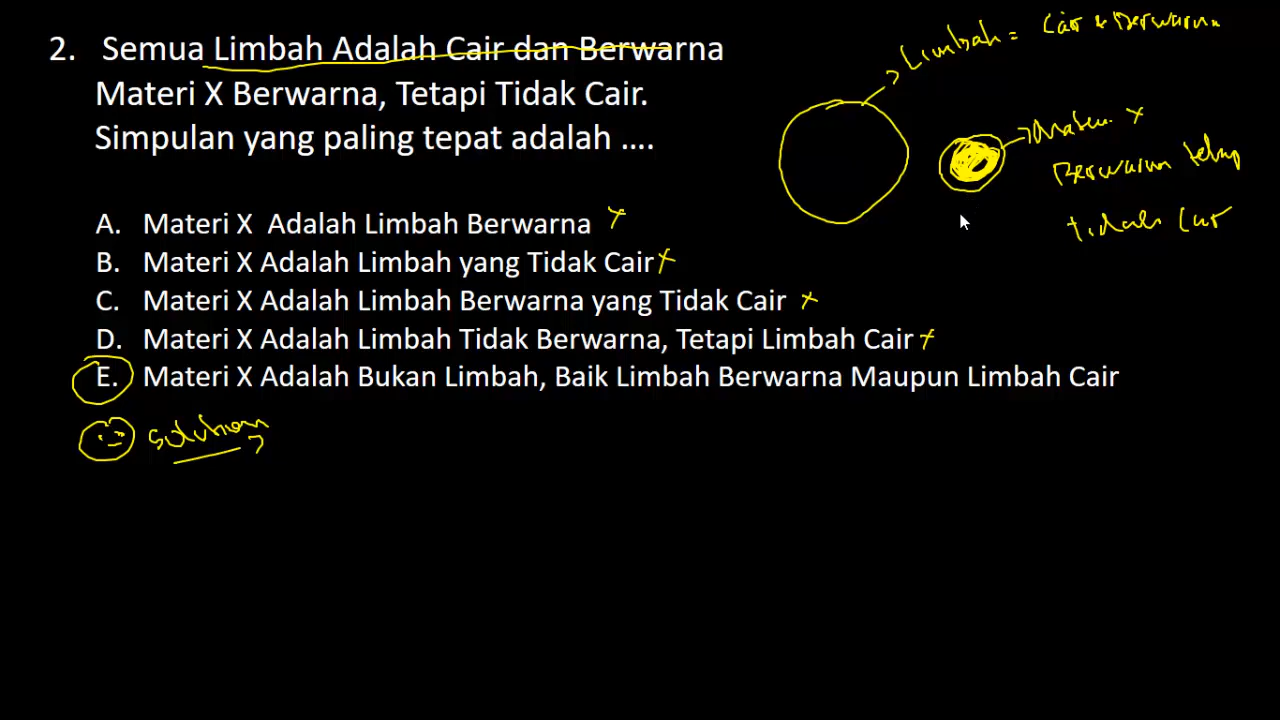 2. Semua Limbah Adalah Cair dan Berwarna
Materi X Berwarna, Tetapi Tidak Cair.
Simpulan yang paling tepat adalah ....
A. Materi X Adalah Limbah Berwarna x
B. Materi X Adalah Limbah yang Tidak Cair x
C. Materi X Adalah Limbah Berwarna yang Tidak Cair x
D. Materi X Adalah Limbah Tidak Berwarna, Tetapi Limbah Cair x
E. Materi X Adalah Bukan Limbah, Baik Limbah Berwarna Maupun Limbah Cair
Limbah = Cair & Berwarna
Materi x
Berwarna tetapi
tidak Cair